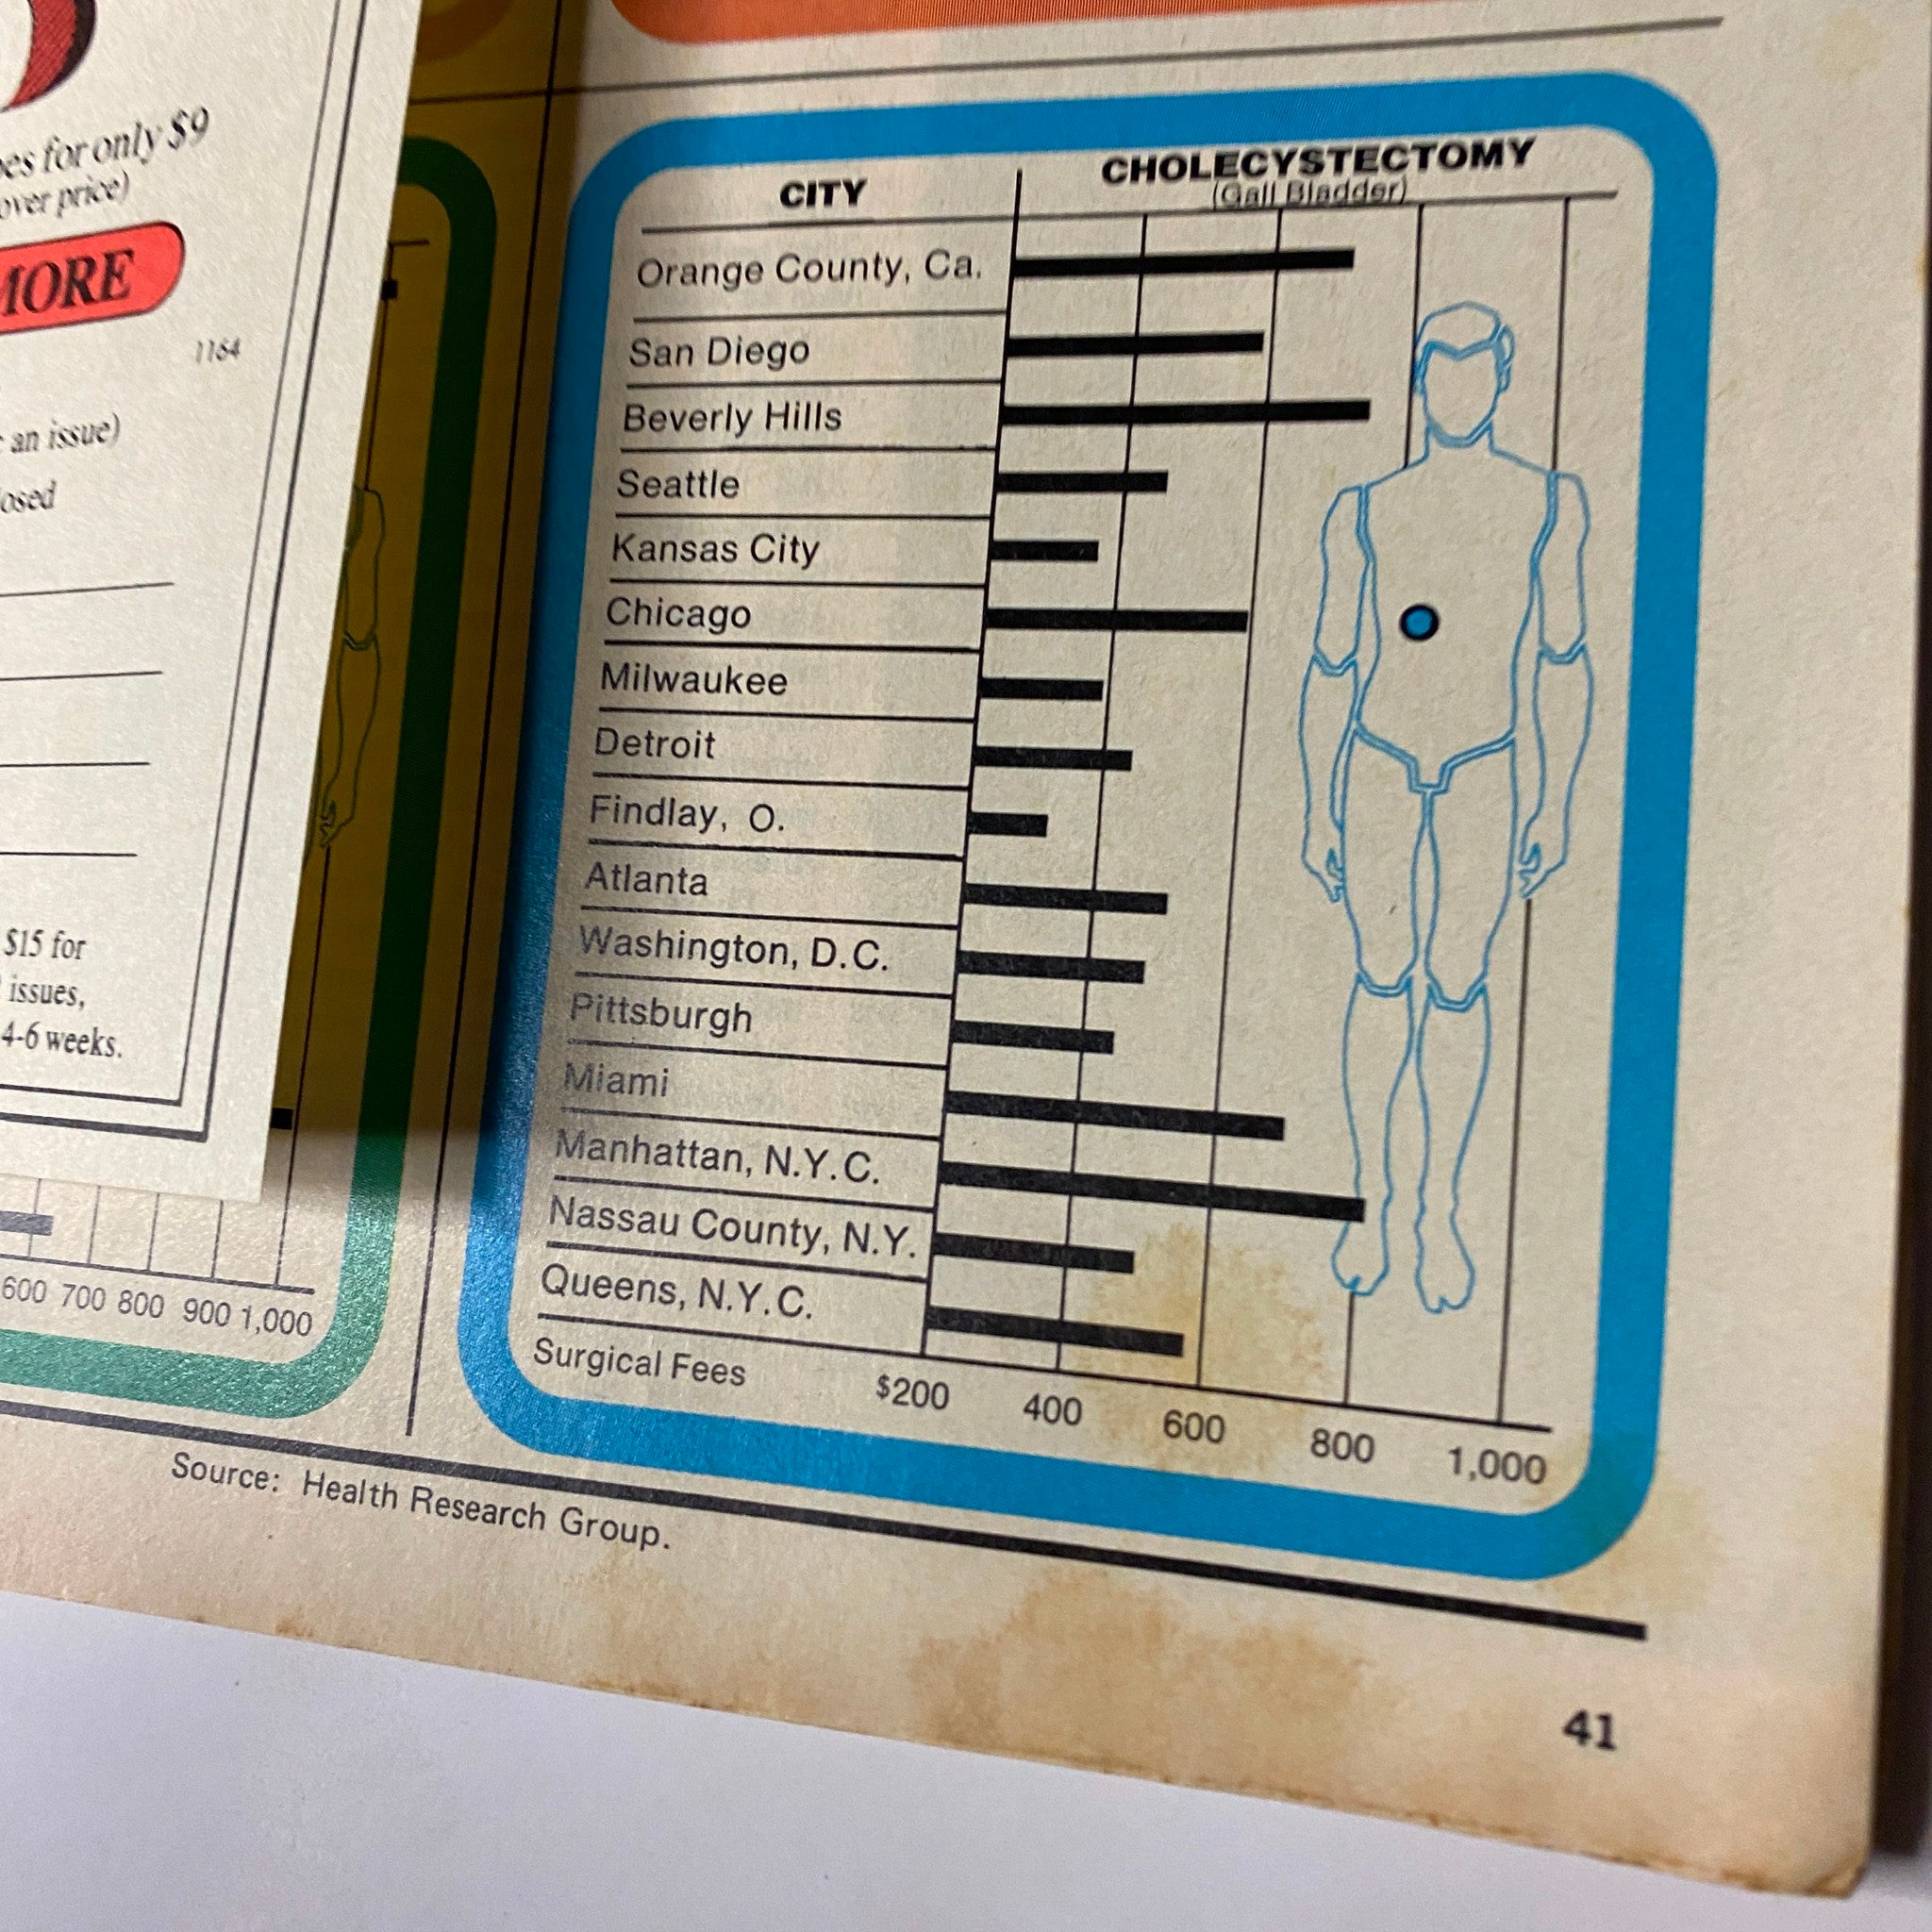 for only $9
over price)
MORE
1164
an issue)
$15 for
issues,
4-6 weeks.
600 700 800 900 1,000
CITY
CHOLECYSTECTOMY
(Gall Bladder)
Orange County, Ca.
San Diego
Beverly Hills
Seattle
Kansas City
Chicago
Milwaukee
Detroit
Findlay, O.
Atlanta
Washington, D.C.
Pittsburgh
Miami
Manhattan, N.Y.C.
Nassau County, N.Y.
Queens, N.Y.C.
Surgical Fees
$200 400 600 800 1,000
Source: Health Research Group.
41